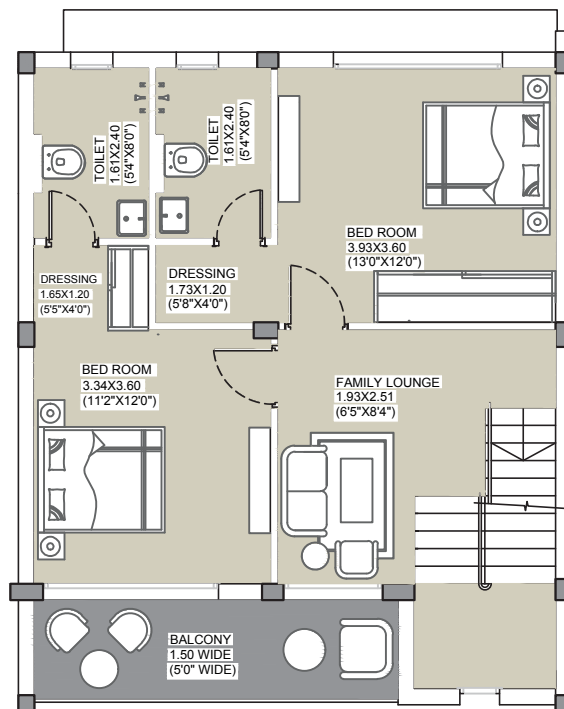 TOILET
1.61X2.40
(5'4"X8'0")
TOILET
1.61X2.40
(5'4"X8'0")
BED ROOM
3.93X3.60
(13'0"X12'0")
DRESSING
1.65X1.20
(5'5"X4'0")
DRESSING
1.73X1.20
(5'8"X4'0")
BED ROOM
3.34X3.60
(11'2"X12'0")
FAMILY LOUNGE
1.93X2.51
(6'5"X8'4")
BALCONY
1.50 WIDE
(5'0" WIDE)